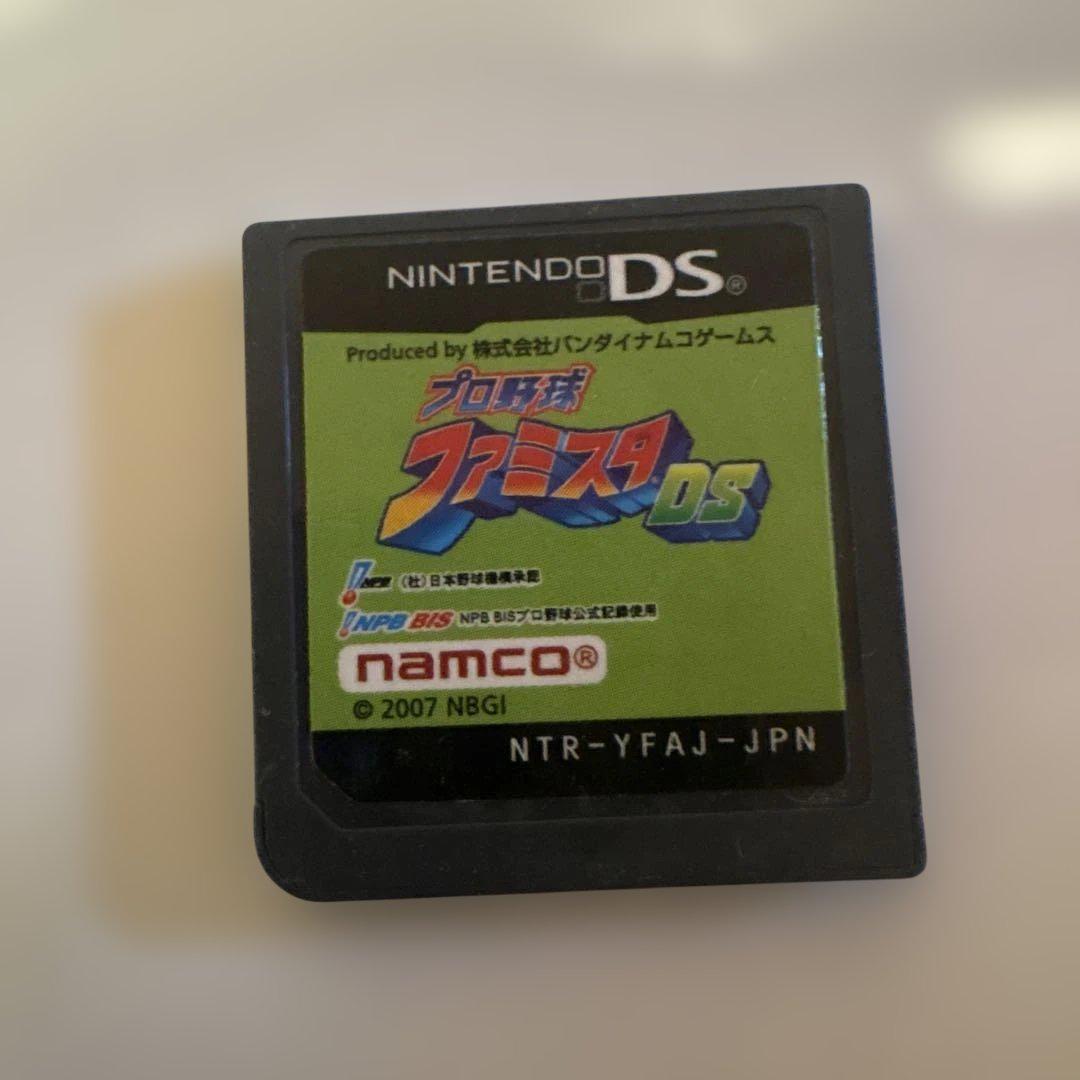 NINTENDO DS®
Produced by 株式会社バンダイナムコゲームス
プロ野球
ファミスタ DS
NPB (社)日本野球機構承認
NPB BIS NPB BISプロ野球公式記録使用
namco®
© 2007 NBGI
NTR-YFAJ-JPN